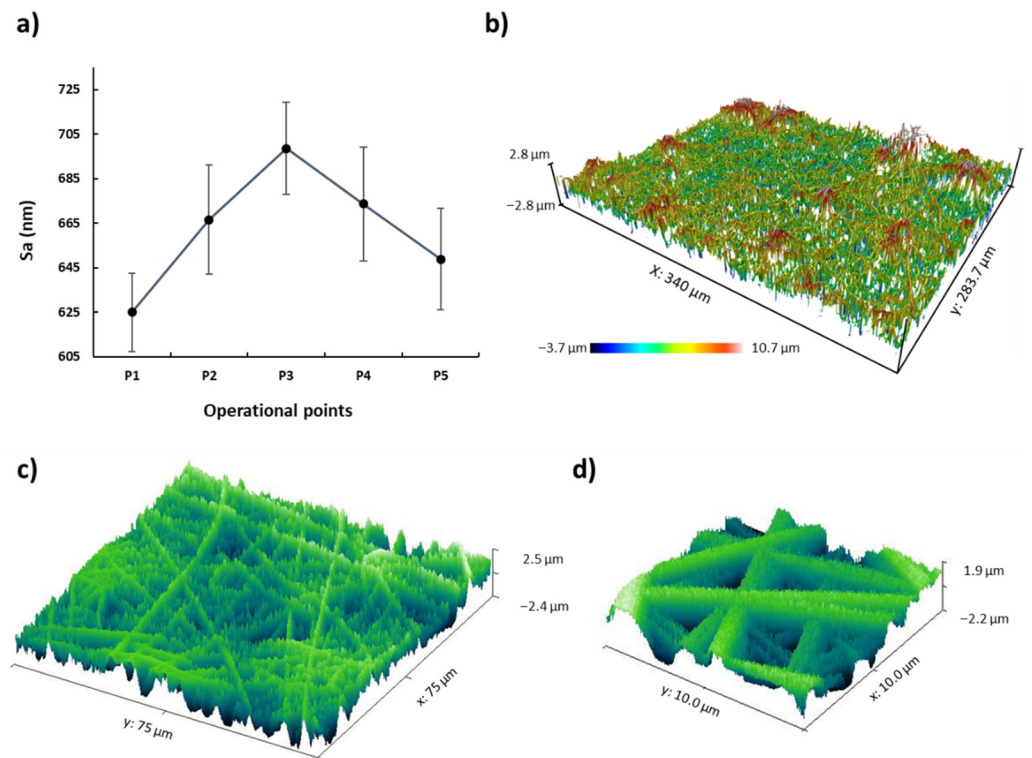 a)
725
705
685
665
645
625
605
Sa (nm)
P1 P2 P3 P4 P5
Operational points
b)
2.8 µm
−2.8 µm
X: 340 µm
y: 283.7 µm
−3.7 µm 10.7 µm
c)
2.5 µm
−2.4 µm
x: 75 µm
y: 75 µm
d)
1.9 µm
−2.2 µm
x: 10.0 µm
y: 10.0 µm